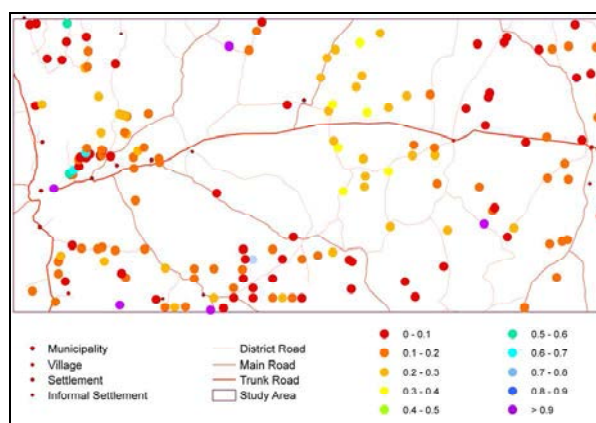 Municipality
Village
Settlement
Informal Settlement
District Road
Main Road
Trunk Road
Study Area
0 - 0.1
0.1 - 0.2
0.2 - 0.3
0.3 - 0.4
0.4 - 0.5
0.5 - 0.6
0.6 - 0.7
0.7 - 0.8
0.8 - 0.9
> 0.9